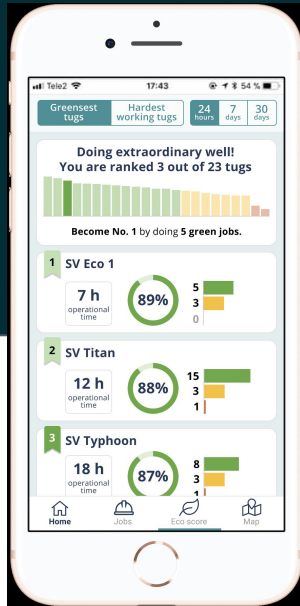 Tele2
17:43
54 %
Greensest
tugs
Hardest
working tugs
24
hours
7
days
30
days
Doing extraordinary well!
You are ranked 3 out of 23 tugs
Become No. 1 by doing 5 green jobs.
1 SV Eco 1
7 h
operational
time
89%
5
3
0
2 SV Titan
12 h
operational
time
88%
15
3
1
3 SV Typhoon
18 h
operational
time
87%
8
3
1
Home
Jobs
Eco score
Map